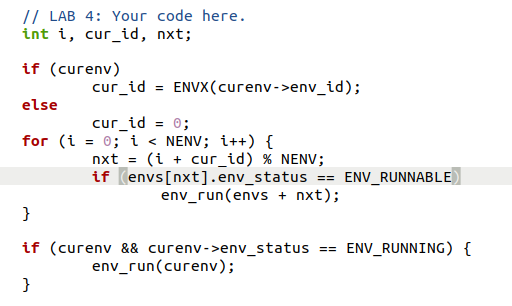 // LAB 4: Your code here.
int i, cur_id, nxt;
if (curenv)
cur_id = ENVX(curenv->env_id);
else
cur_id = 0;
for (i = 0; i < NENV; i++) {
nxt = (i + cur_id) % NENV;
if (envs[nxt].env_status == ENV_RUNNABLE)
env_run(envs + nxt);
}
if (curenv && curenv->env_status == ENV_RUNNING) {
env_run(curenv);
}